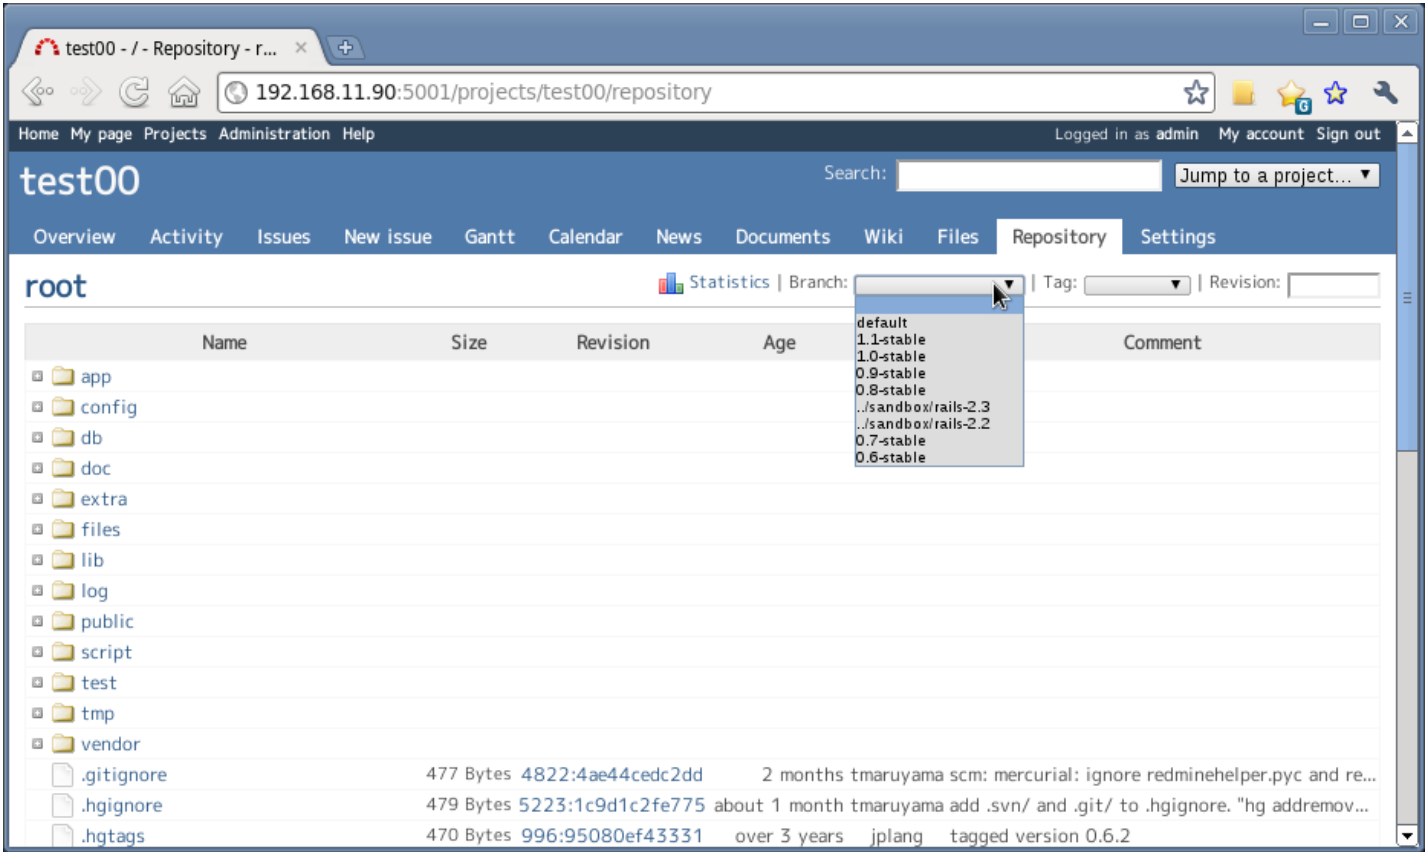 test00 - / - Repository - r...
192.168.11.90:5001/projects/test00/repository
Home My page Projects Administration Help Logged in as admin My account Sign out
test00 Search: Jump to a project...
Overview Activity Issues New issue Gantt Calendar News Documents Wiki Files Repository Settings
root Statistics | Branch: | Tag: | Revision:
Name Size Revision Age Comment
default
1.1-stable
1.0-stable
0.9-stable
0.8-stable
../sandbox/rails-2.3
../sandbox/rails-2.2
0.7-stable
0.6-stable
app
config
db
doc
extra
files
lib
log
public
script
test
tmp
vendor
.gitignore 477 Bytes 4822:4ae44cedc2dd 2 months tmaruyama scm: mercurial: ignore redminehelper.pyc and re...
.hgignore 479 Bytes 5223:1c9d1c2fe775 about 1 month tmaruyama add .svn/ and .git/ to .hgignore. "hg addremov...
.hgtags 470 Bytes 996:95080ef43331 over 3 years jplang tagged version 0.6.2